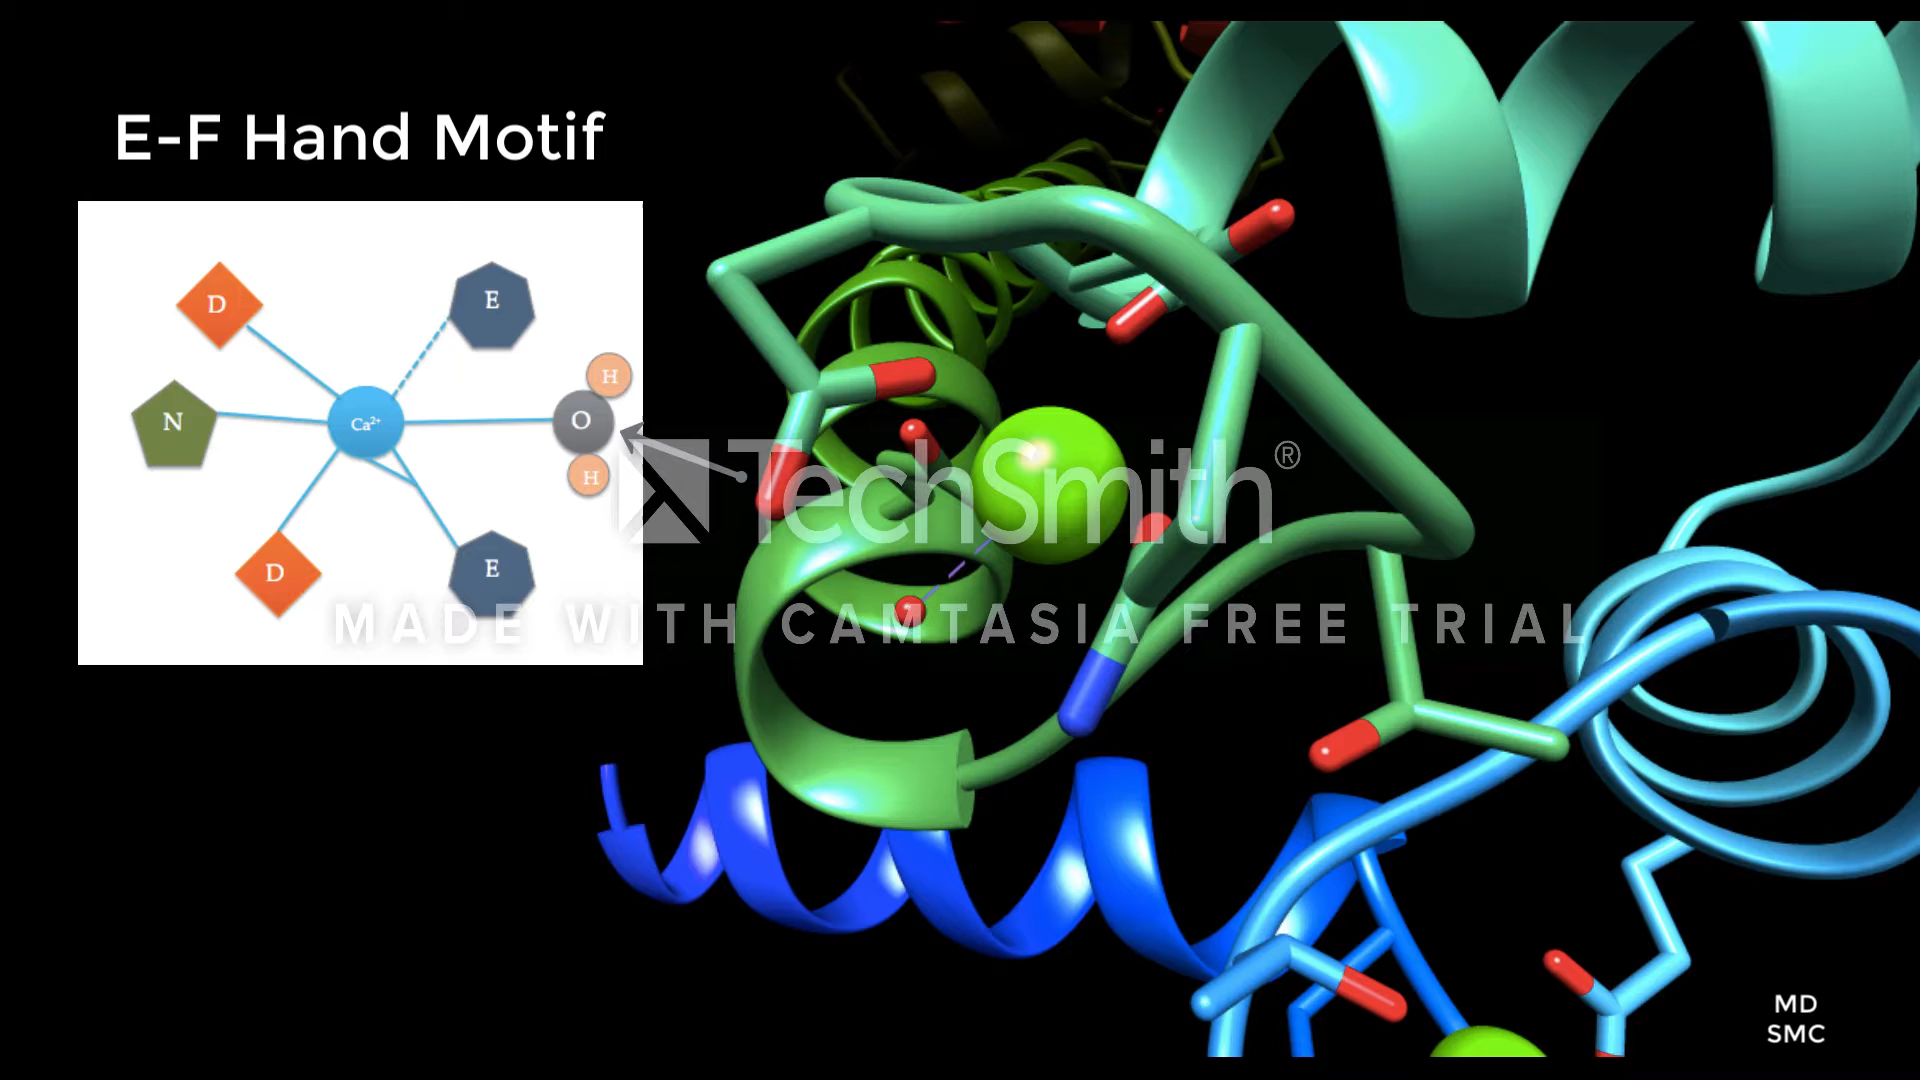 E-F Hand Motif
D
E
H
N
Ca²⁺
O
H
TechSmith®
D
E
MADE WITH CAMTASIA FREE TRIAL
MD
SMC